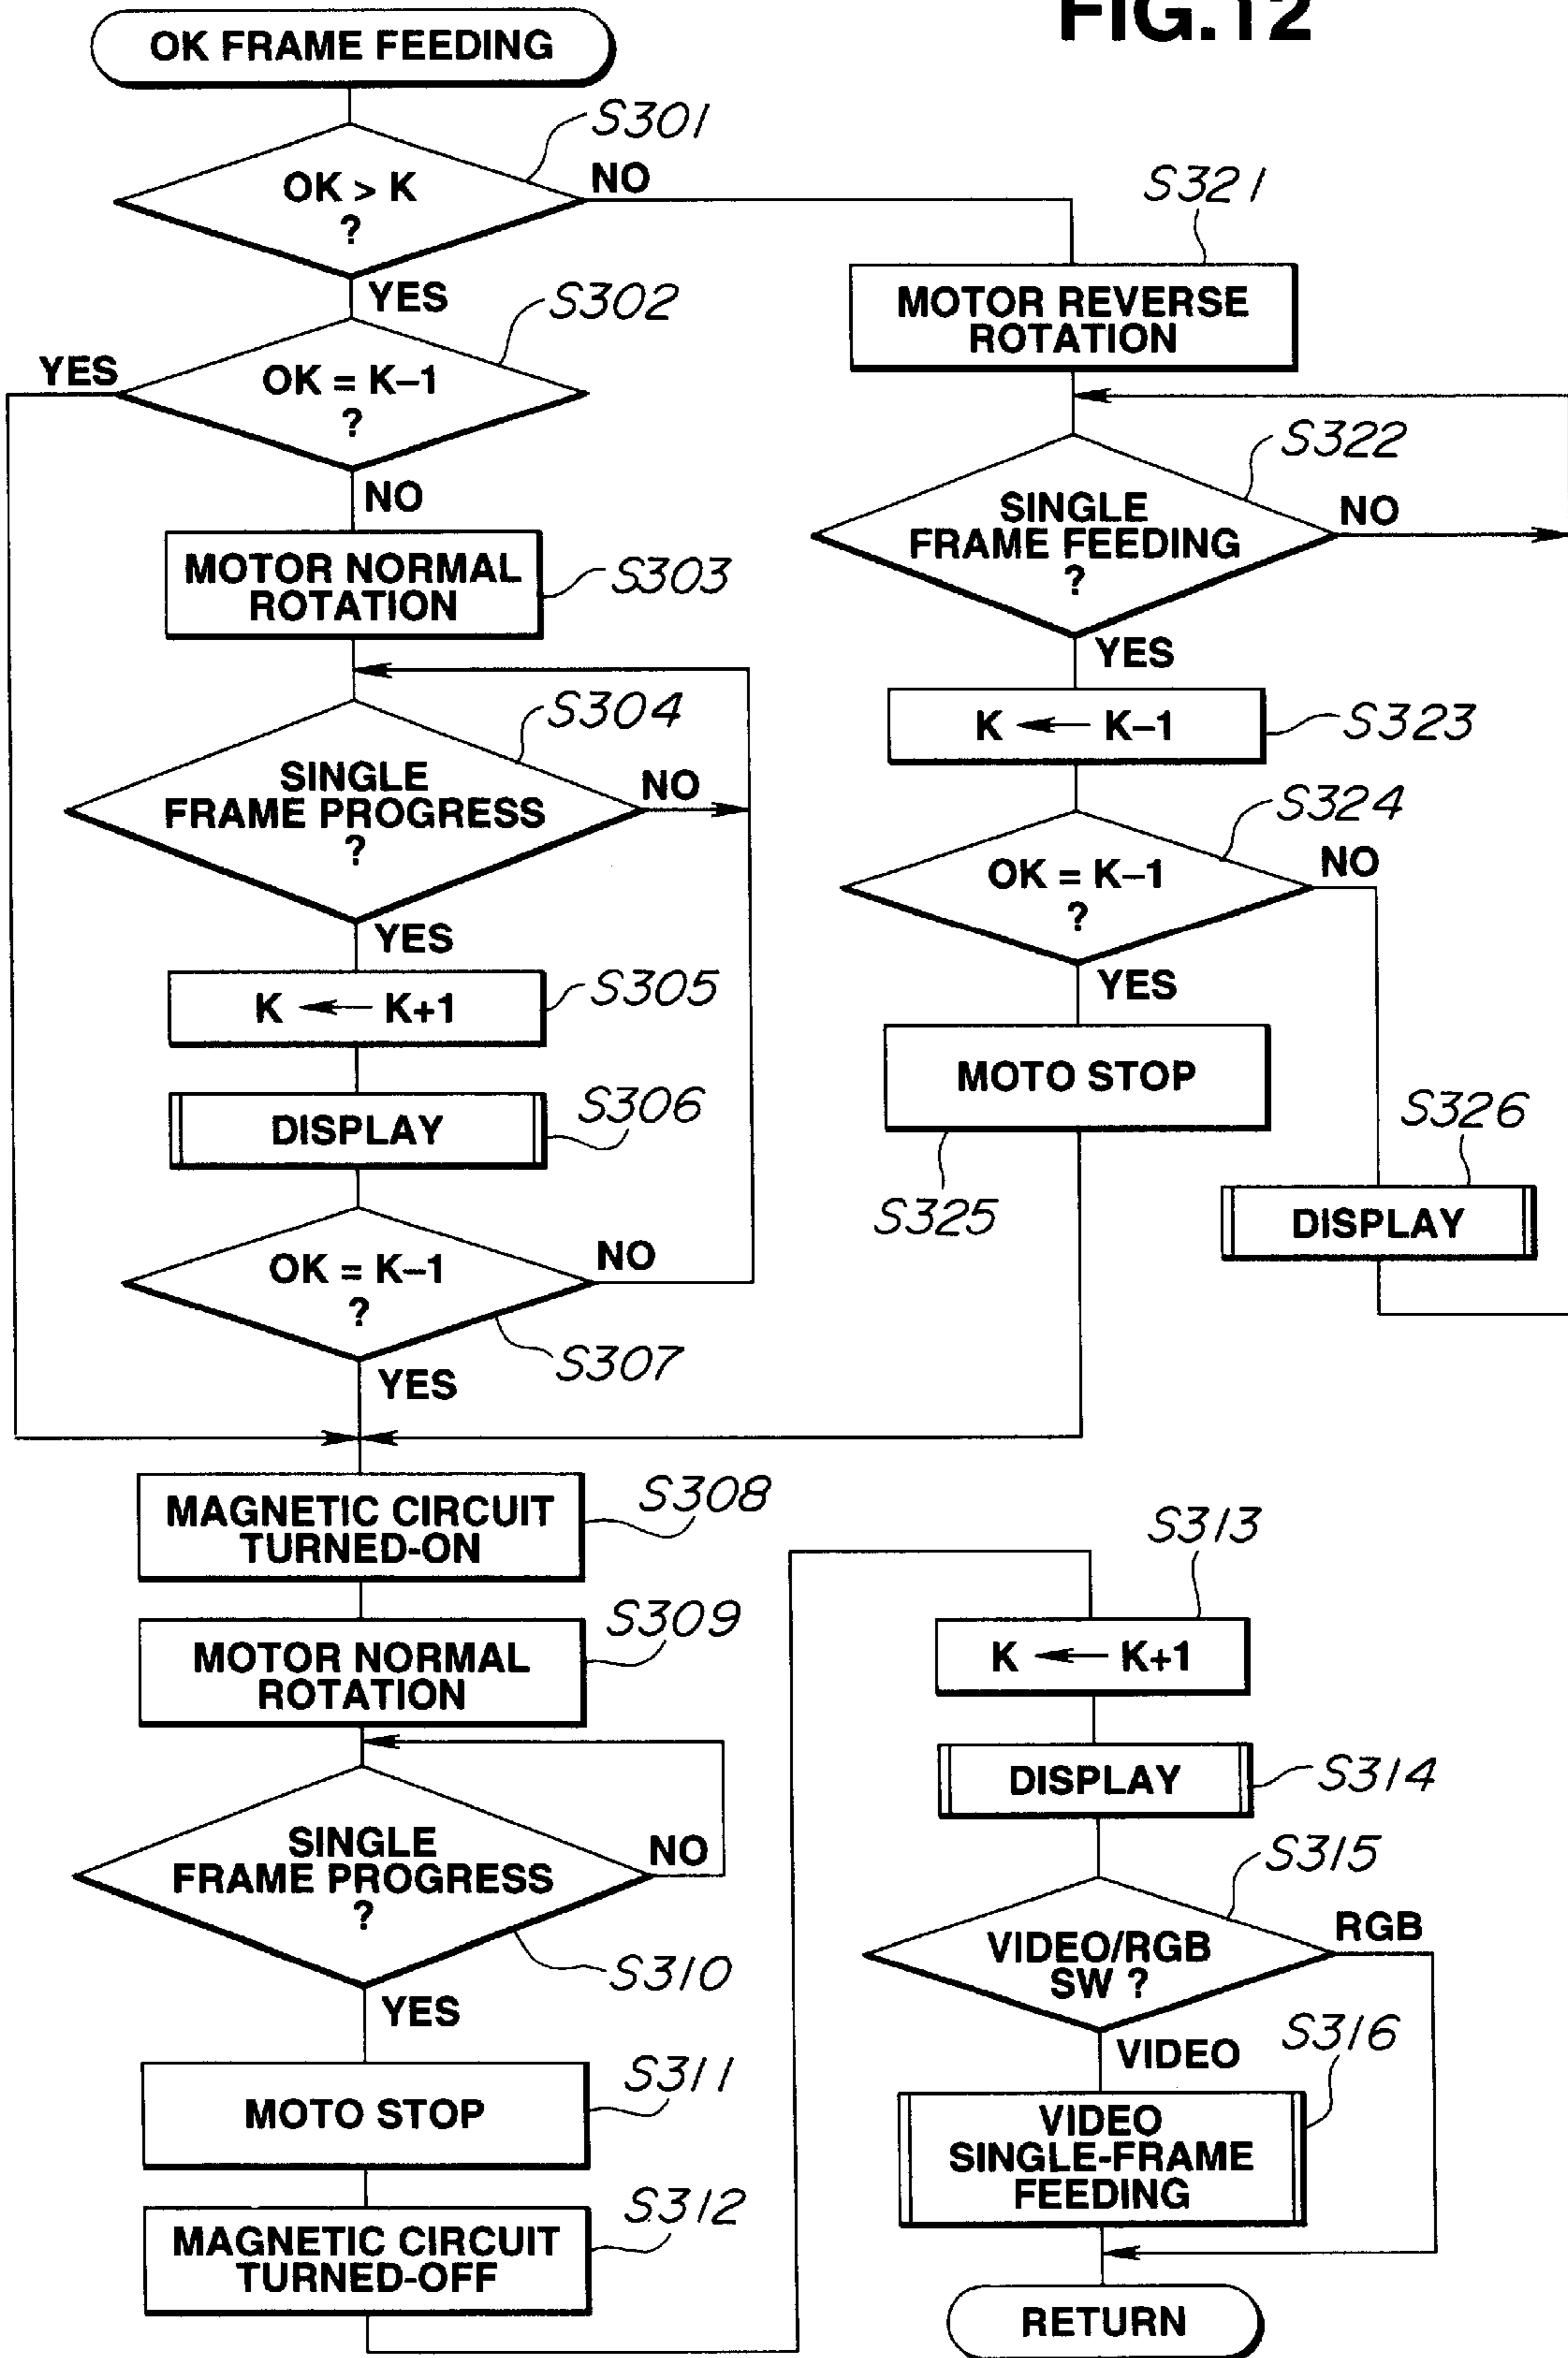 FIG.12
OK FRAME FEEDING
S301
OK > K
?
NO
YES
S302
YES
OK = K–1
?
NO
MOTOR NORMAL
ROTATION
S303
S304
SINGLE
FRAME PROGRESS
?
NO
YES
K ← K+1
S305
S306
DISPLAY
OK = K–1
?
NO
S307
YES
S321
MOTOR REVERSE
ROTATION
S322
SINGLE
FRAME FEEDING
?
NO
YES
K ← K–1
S323
S324
OK = K–1
?
NO
YES
MOTO STOP
S325
S326
DISPLAY
MAGNETIC CIRCUIT
TURNED-ON
S308
MOTOR NORMAL
ROTATION
S309
SINGLE
FRAME PROGRESS
?
NO
S310
YES
MOTO STOP
S311
MAGNETIC CIRCUIT
TURNED-OFF
S312
S313
K ← K+1
DISPLAY
S314
S315
VIDEO/RGB
SW ?
RGB
VIDEO
S316
VIDEO
SINGLE-FRAME
FEEDING
RETURN